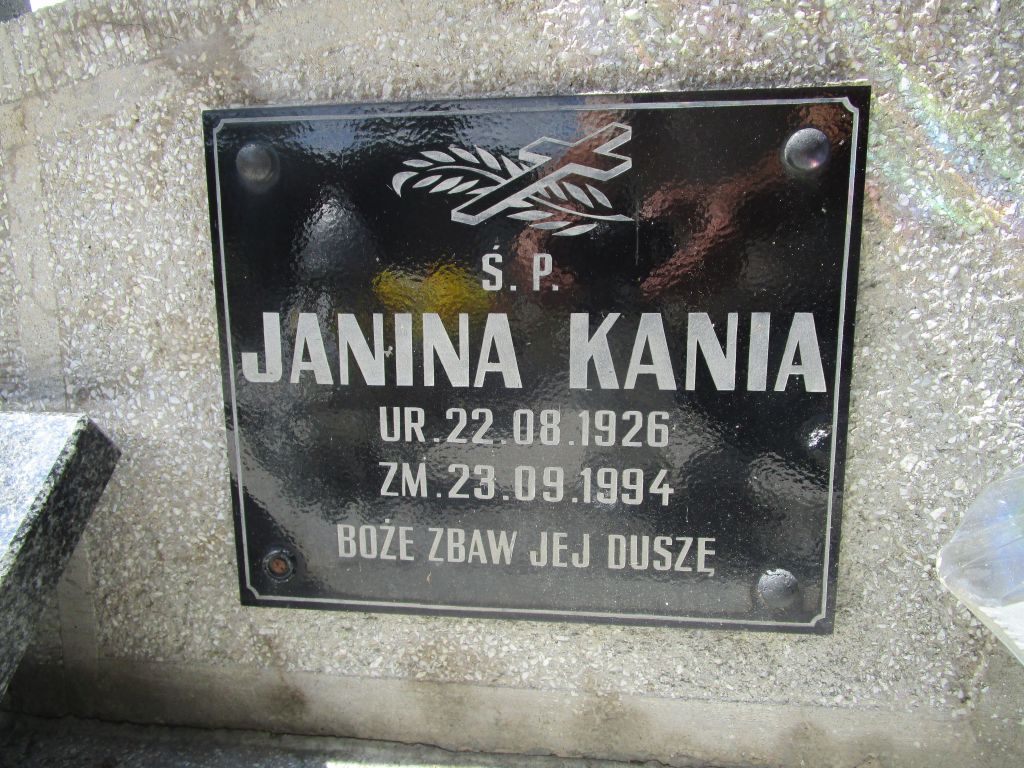 Ś. P.
JANINA KANIA
UR.22.08.1926
ZM.23.09.1994
BOŻE ZBAW JEJ DUSZĘ